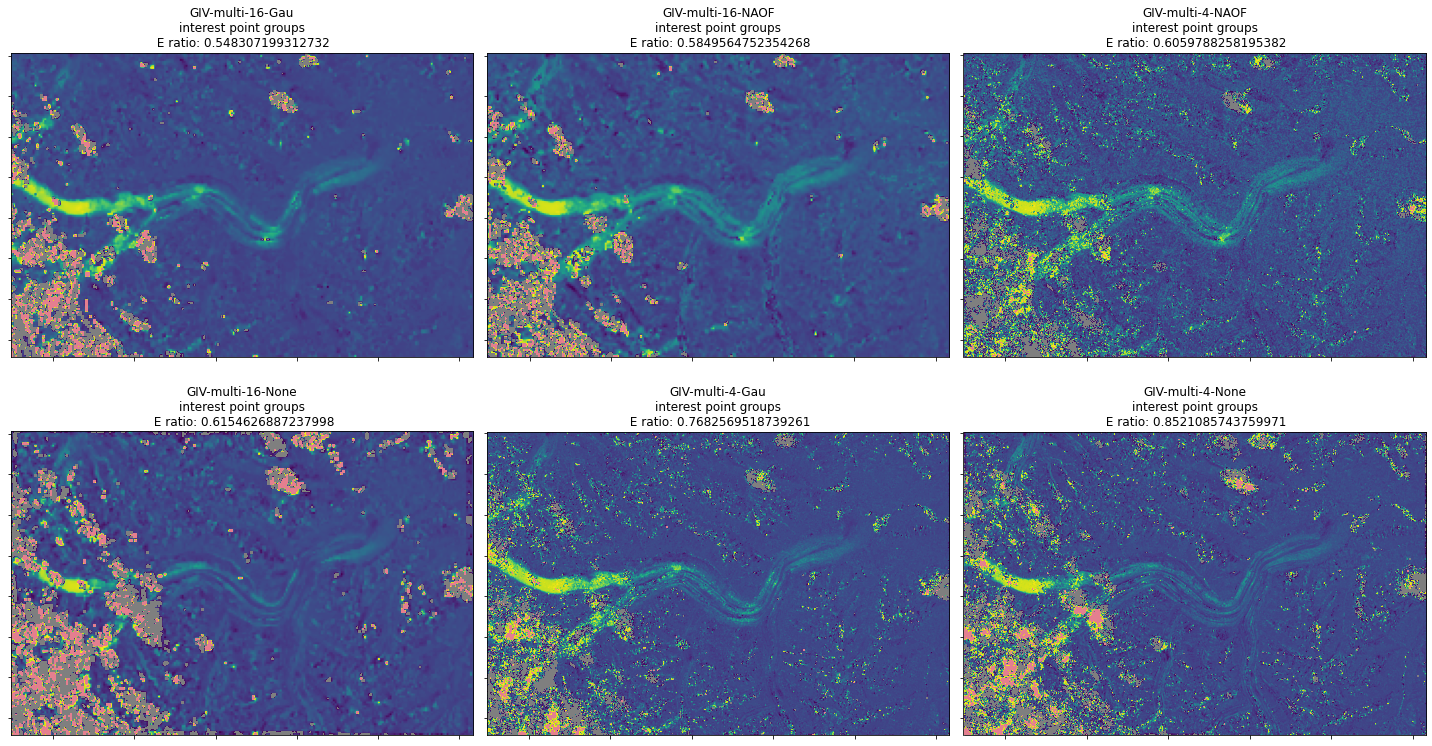 GIV-multi-16-Gau
interest point groups
E ratio: 0.548307199312732
GIV-multi-16-NAOF
interest point groups
E ratio: 0.5849564752354268
GIV-multi-4-NAOF
interest point groups
E ratio: 0.6059788258195382
GIV-multi-16-None
interest point groups
E ratio: 0.6154626887237998
GIV-multi-4-Gau
interest point groups
E ratio: 0.7682569518739261
GIV-multi-4-None
interest point groups
E ratio: 0.8521085743759971